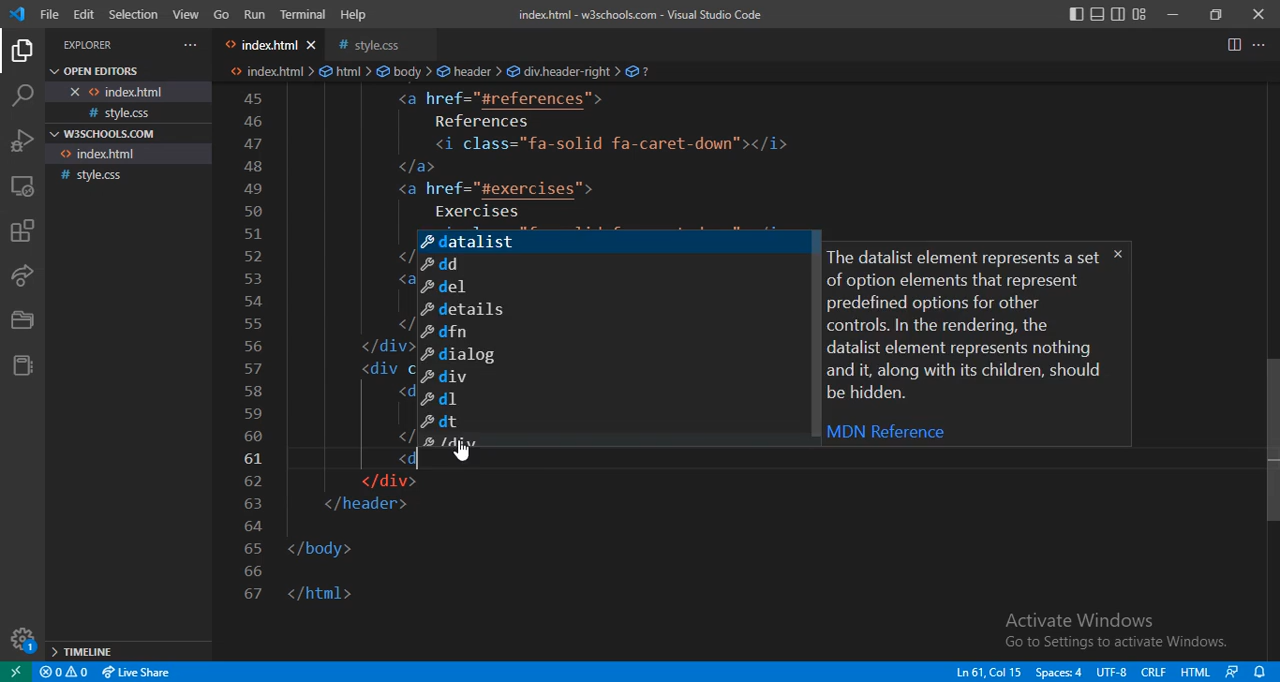 File Edit Selection View Go Run Terminal Help index.html - w3schools.com - Visual Studio Code
EXPLORER
index.html style.css
OPEN EDITORS
index.html > html > body > header > div.header-right > ?
index.html
style.css
W3SCHOOLS.COM
index.html
style.css
45 <a href="#references">
46 References
47 <i class="fa-solid fa-caret-down"></i>
48 </a>
49 <a href="#exercises">
50 Exercises
51
52 </
53 <a
54
55 </
56 </div>
57 <div c
58 <d
59
60 </
61 <d
62 </div>
63 </header>
64
65 </body>
66
67 </html>
datalist
dd
del
details
dfn
dialog
div
dl
dt
/div
The datalist element represents a set
of option elements that represent
predefined options for other
controls. In the rendering, the
datalist element represents nothing
and it, along with its children, should
be hidden.
MDN Reference
Activate Windows
Go to Settings to activate Windows.
TIMELINE
1
0 0 Live Share Ln 61, Col 15 Spaces: 4 UTF-8 CRLF HTML